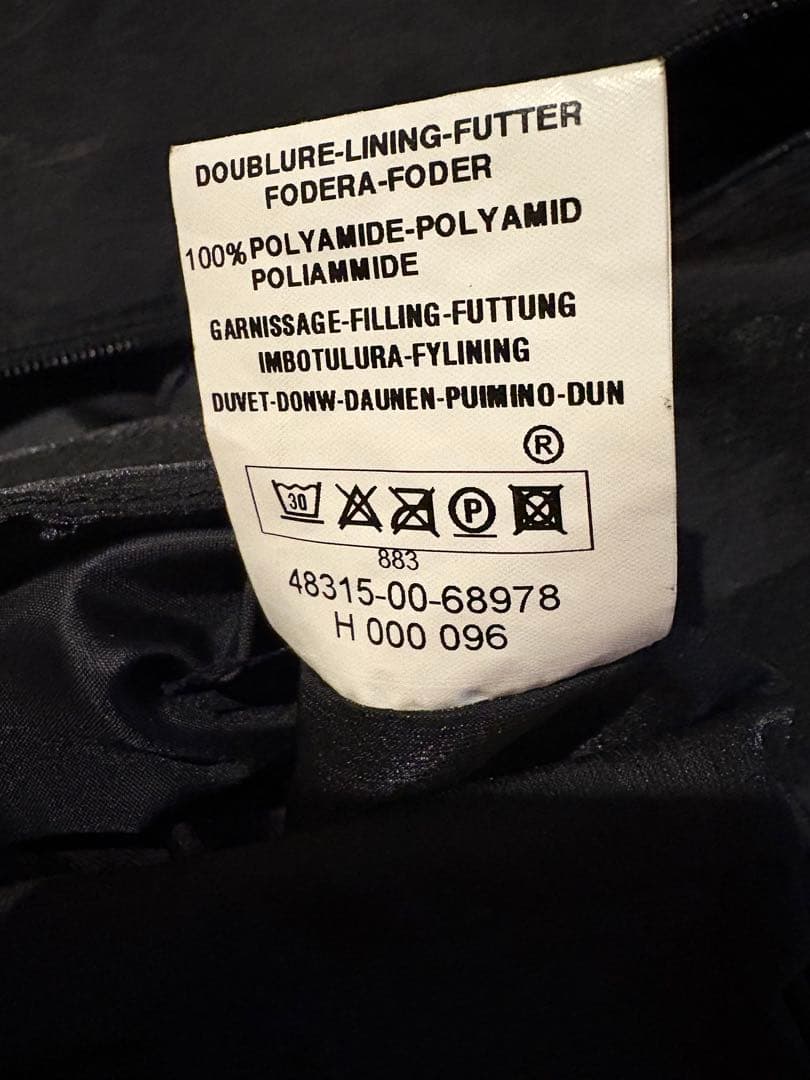 DOUBLURE-LINING-FUTTER
FODERA-FODER
100% POLYAMIDE-POLYAMID
POLIAMMIDE
GARNISSAGE-FILLING-FUTTUNG
IMBOTULURA-FYLINING
DUVET-DONW-DAUNEN-PUIMINO-DUN
®
30 P
883
48315-00-68978
H 000 096